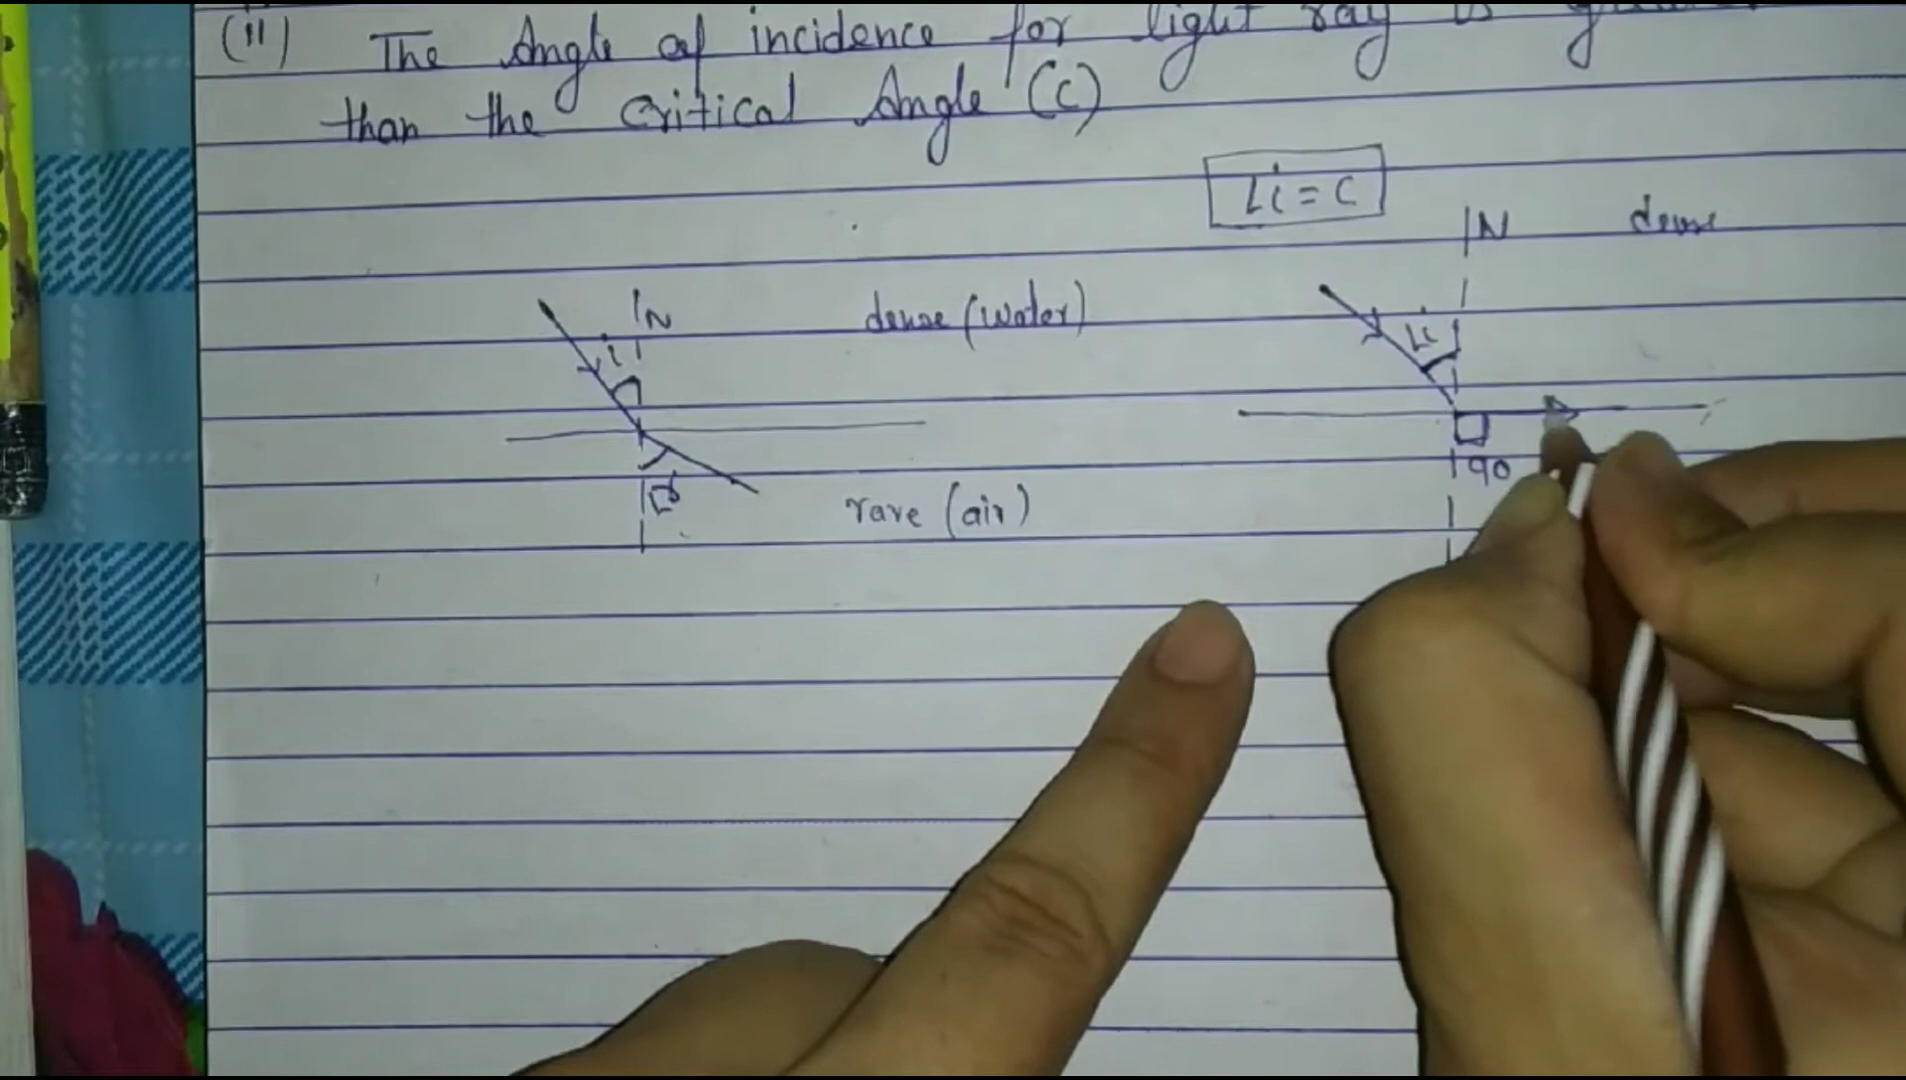 (ii) The Angle of incidence for light ray is
than the critical Angle (C)
∠i = C
N dense
N dense (water)
i
∠i
90
∠r
rare (air)